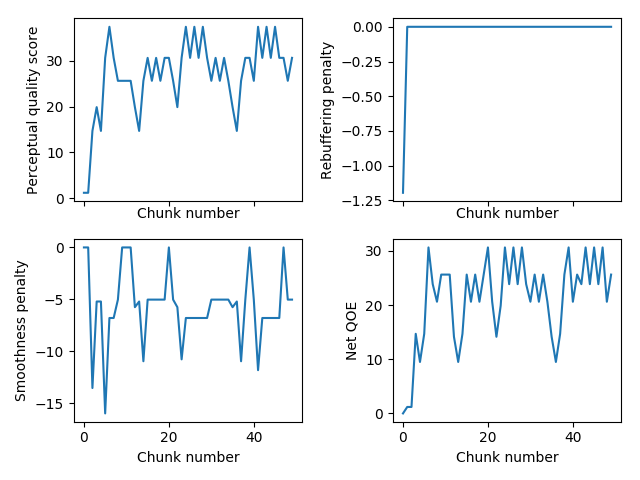 Perceptual quality score
30
20
10
0
Chunk number
Rebuffering penalty
0.00
−0.25
−0.50
−0.75
−1.00
−1.25
Chunk number
Smoothness penalty
0
−5
−10
−15
0 20 40
Chunk number
Net QOE
30
20
10
0
0 20 40
Chunk number